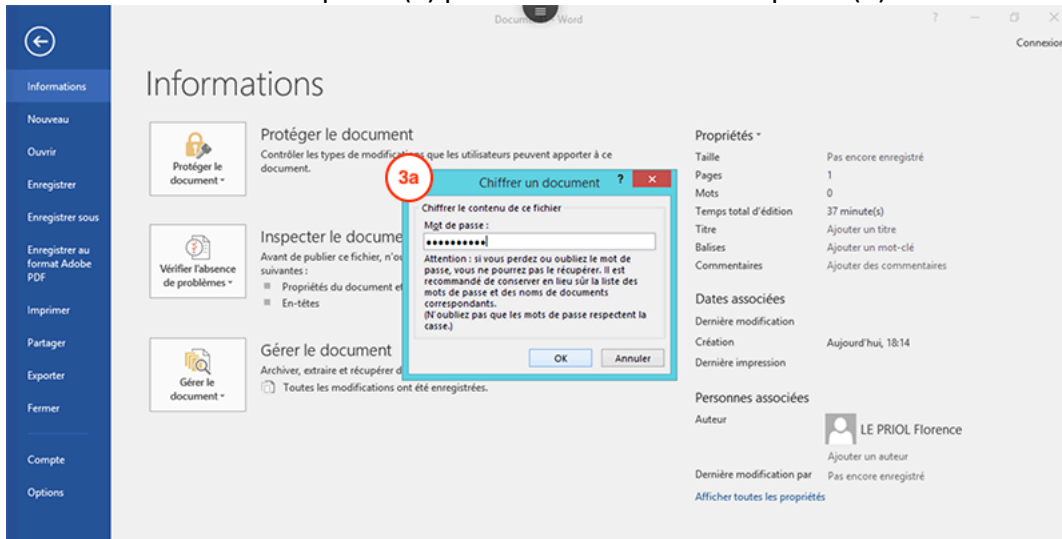 Document - Word
?
Connexion
Informations
Nouveau
Ouvrir
Enregistrer
Enregistrer sous
Enregistrer au
format Adobe
PDF
Imprimer
Partager
Exporter
Fermer
Compte
Options
Informations
Protéger le
document
Protéger le document
Contrôler les types de modifications que les utilisateurs peuvent apporter à ce
document.
Vérifier l'absence
de problèmes
Inspecter le docume
Avant de publier ce fichier, n'ou
suivantes :
Propriétés du document et
En-têtes
Gérer le
document
Gérer le document
Archiver, extraire et récupérer d
Toutes les modifications ont été enregistrées.
3a
Chiffrer un document ?
Chiffrer le contenu de ce fichier
Mot de passe :
Attention : si vous perdez ou oubliez le mot de
passe, vous ne pourrez pas le récupérer. Il est
recommandé de conserver en lieu sûr la liste des
mots de passe et des noms de documents
correspondants.
(N'oubliez pas que les mots de passe respectent la
casse.)
OK Annuler
Propriétés
Taille Pas encore enregistré
Pages 1
Mots 0
Temps total d'édition 37 minute(s)
Titre Ajouter un titre
Balises Ajouter un mot-clé
Commentaires Ajouter des commentaires
Dates associées
Dernière modification
Création Aujourd'hui, 18:14
Dernière impression
Personnes associées
Auteur LE PRIOL Florence
Ajouter un auteur
Dernière modification par Pas encore enregistré
Afficher toutes les propriétés